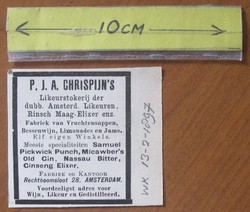 10CM
P. J. A. CHRISPIJN'S
Likeurstokerij der
dubb. Amsterd. Likeuren,
Rinsch Maag-Elixer enz.
Fabriek van Vruchtensappen,
Bessenwijn, Limonades en Jams.
Elf eigen Winkels.
Meeste specialiteiten Samuel
Pickwick Punch, Micawber's
Old Gin, Nassau Bitter,
Ginseng Elixer.
FABRIEK EN KANTOOR
Rechtboomsloot 28, AMSTERDAM.
Voordeeligst adres voor
Wijn, Likeur en Gedistilleerd.
WK 13-2-1897